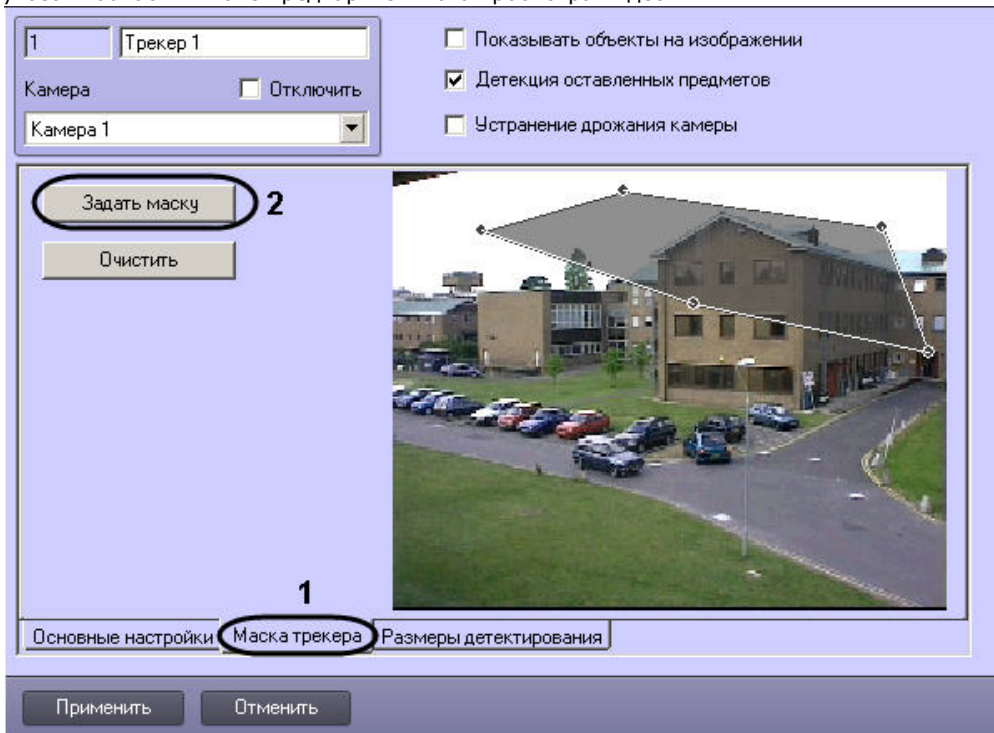 1
Трекер 1
Показывать объекты на изображении
Камера
Отключить
Детекция оставленных предметов
Камера 1
Устранение дрожания камеры
Задать маску
2
Очистить
1
Основные настройки
Маска трекера
Размеры детектирования
Применить
Отменить